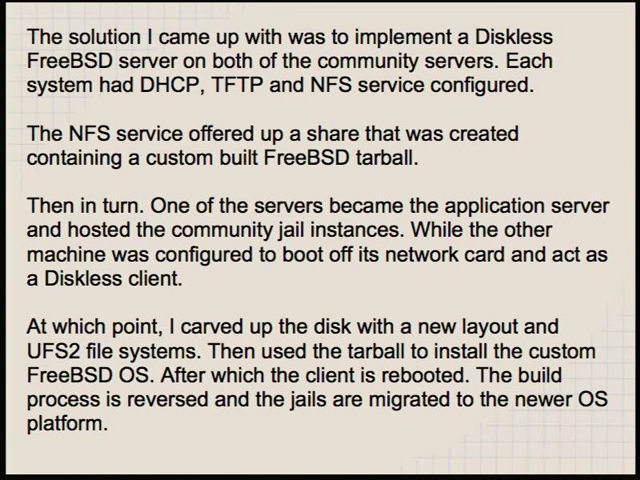 The solution I came up with was to implement a Diskless
FreeBSD server on both of the community servers. Each
system had DHCP, TFTP and NFS service configured.
The NFS service offered up a share that was created
containing a custom built FreeBSD tarball.
Then in turn. One of the servers became the application server
and hosted the community jail instances. While the other
machine was configured to boot off its network card and act as
a Diskless client.
At which point, I carved up the disk with a new layout and
UFS2 file systems. Then used the tarball to install the custom
FreeBSD OS. After which the client is rebooted. The build
process is reversed and the jails are migrated to the newer OS
platform.